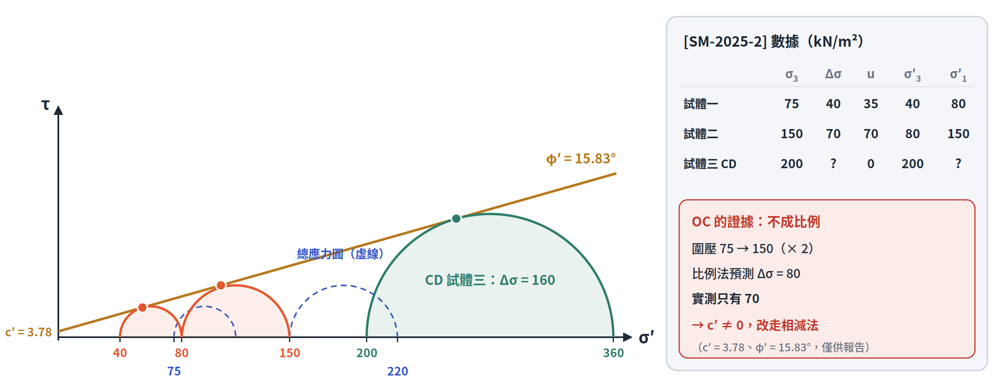 τ
φ′ = 15.83°
總應力圓（虛線）
CD 試體三：Δσ = 160
c′ = 3.78
σ′
40
80
150
200
360
75
220
[SM-2025-2] 數據（kN/m²）
σ₃ Δσ u σ′₃ σ′₁
試體一 75 40 35 40 80
試體二 150 70 70 80 150
試體三 CD 200 ? 0 200 ?
OC 的證據：不成比例
圍壓 75 → 150（× 2）
比例法預測 Δσ = 80
實測只有 70
→ c′ ≠ 0，改走相減法
（c′ = 3.78、φ′ = 15.83°，僅供報告）